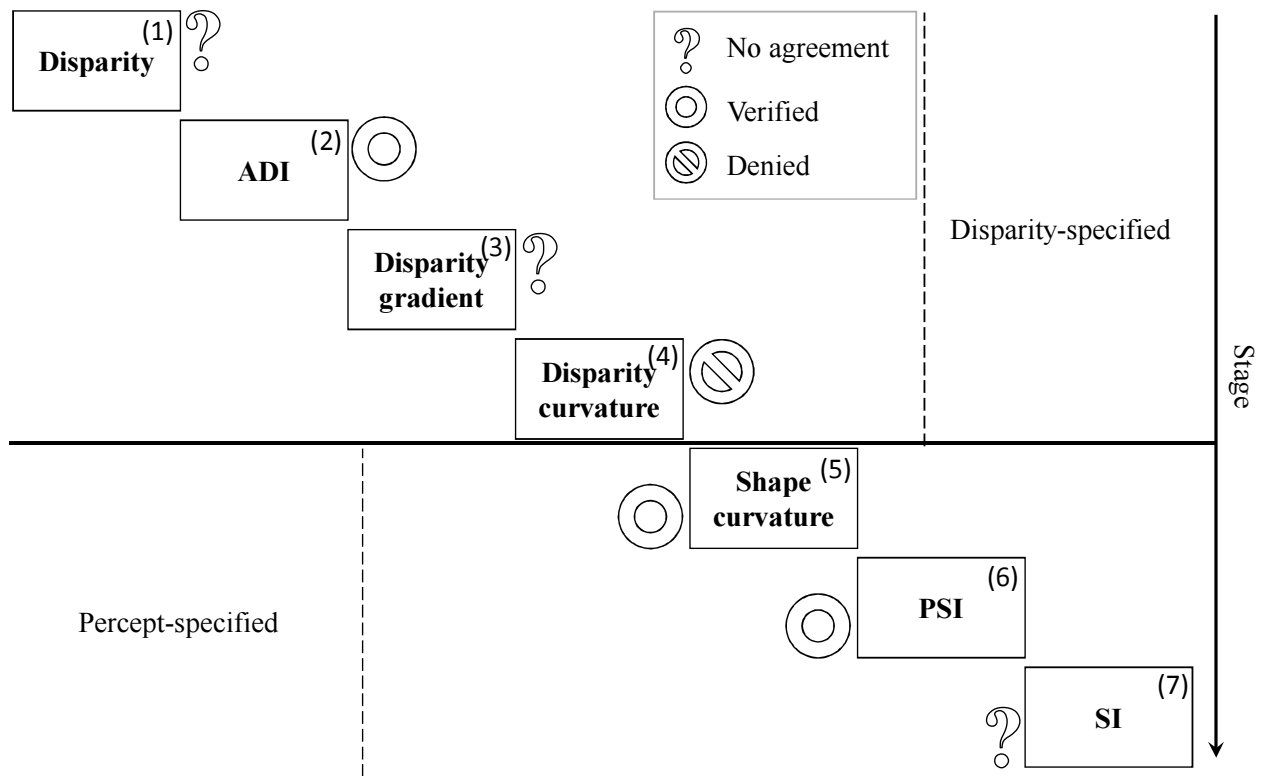 (1)
Disparity
?
(2)
ADI
(3)
Disparity
gradient
?
(4)
Disparity
curvature
? No agreement
Verified
Denied
Disparity-specified
Stage
(5)
Shape
curvature
(6)
PSI
(7)
SI
?
Percept-specified